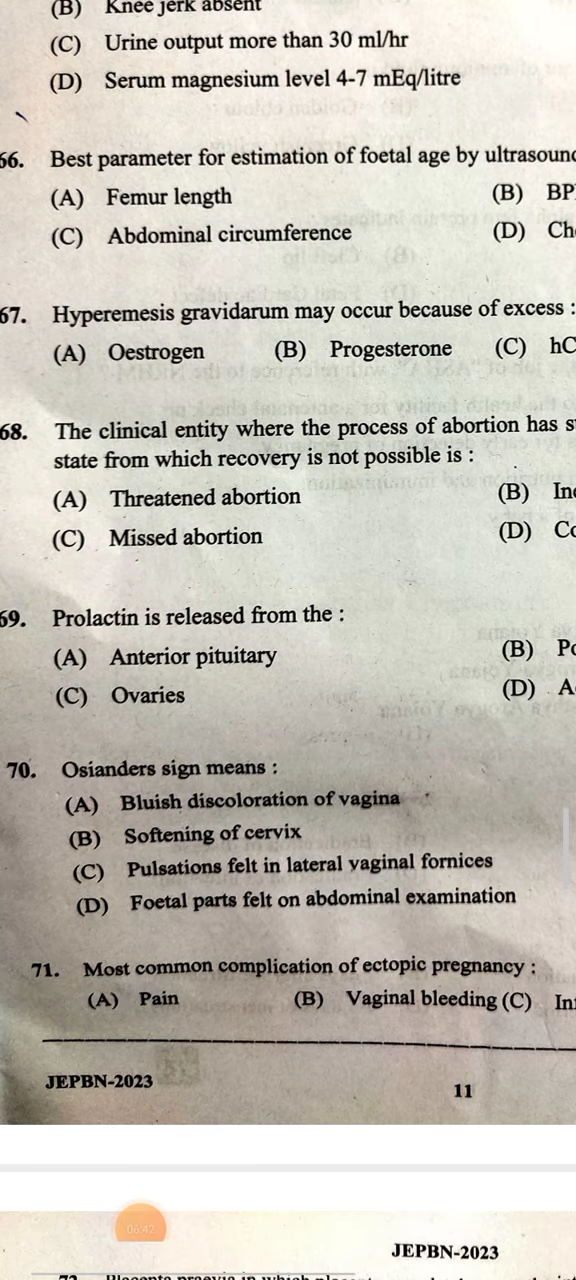 (B) Knee jerk absent
(C) Urine output more than 30 ml/hr
(D) Serum magnesium level 4-7 mEq/litre
66. Best parameter for estimation of foetal age by ultrasound
(A) Femur length (B) BP
(C) Abdominal circumference (D) Ch
67. Hyperemesis gravidarum may occur because of excess :
(A) Oestrogen (B) Progesterone (C) hC
68. The clinical entity where the process of abortion has s
state from which recovery is not possible is :
(A) Threatened abortion (B) In
(C) Missed abortion (D) Co
69. Prolactin is released from the :
(A) Anterior pituitary (B) Po
(C) Ovaries (D) A
70. Osianders sign means :
(A) Bluish discoloration of vagina
(B) Softening of cervix
(C) Pulsations felt in lateral vaginal fornices
(D) Foetal parts felt on abdominal examination
71. Most common complication of ectopic pregnancy :
(A) Pain (B) Vaginal bleeding (C) In
JEPBN-2023
11
06:42
JEPBN-2023